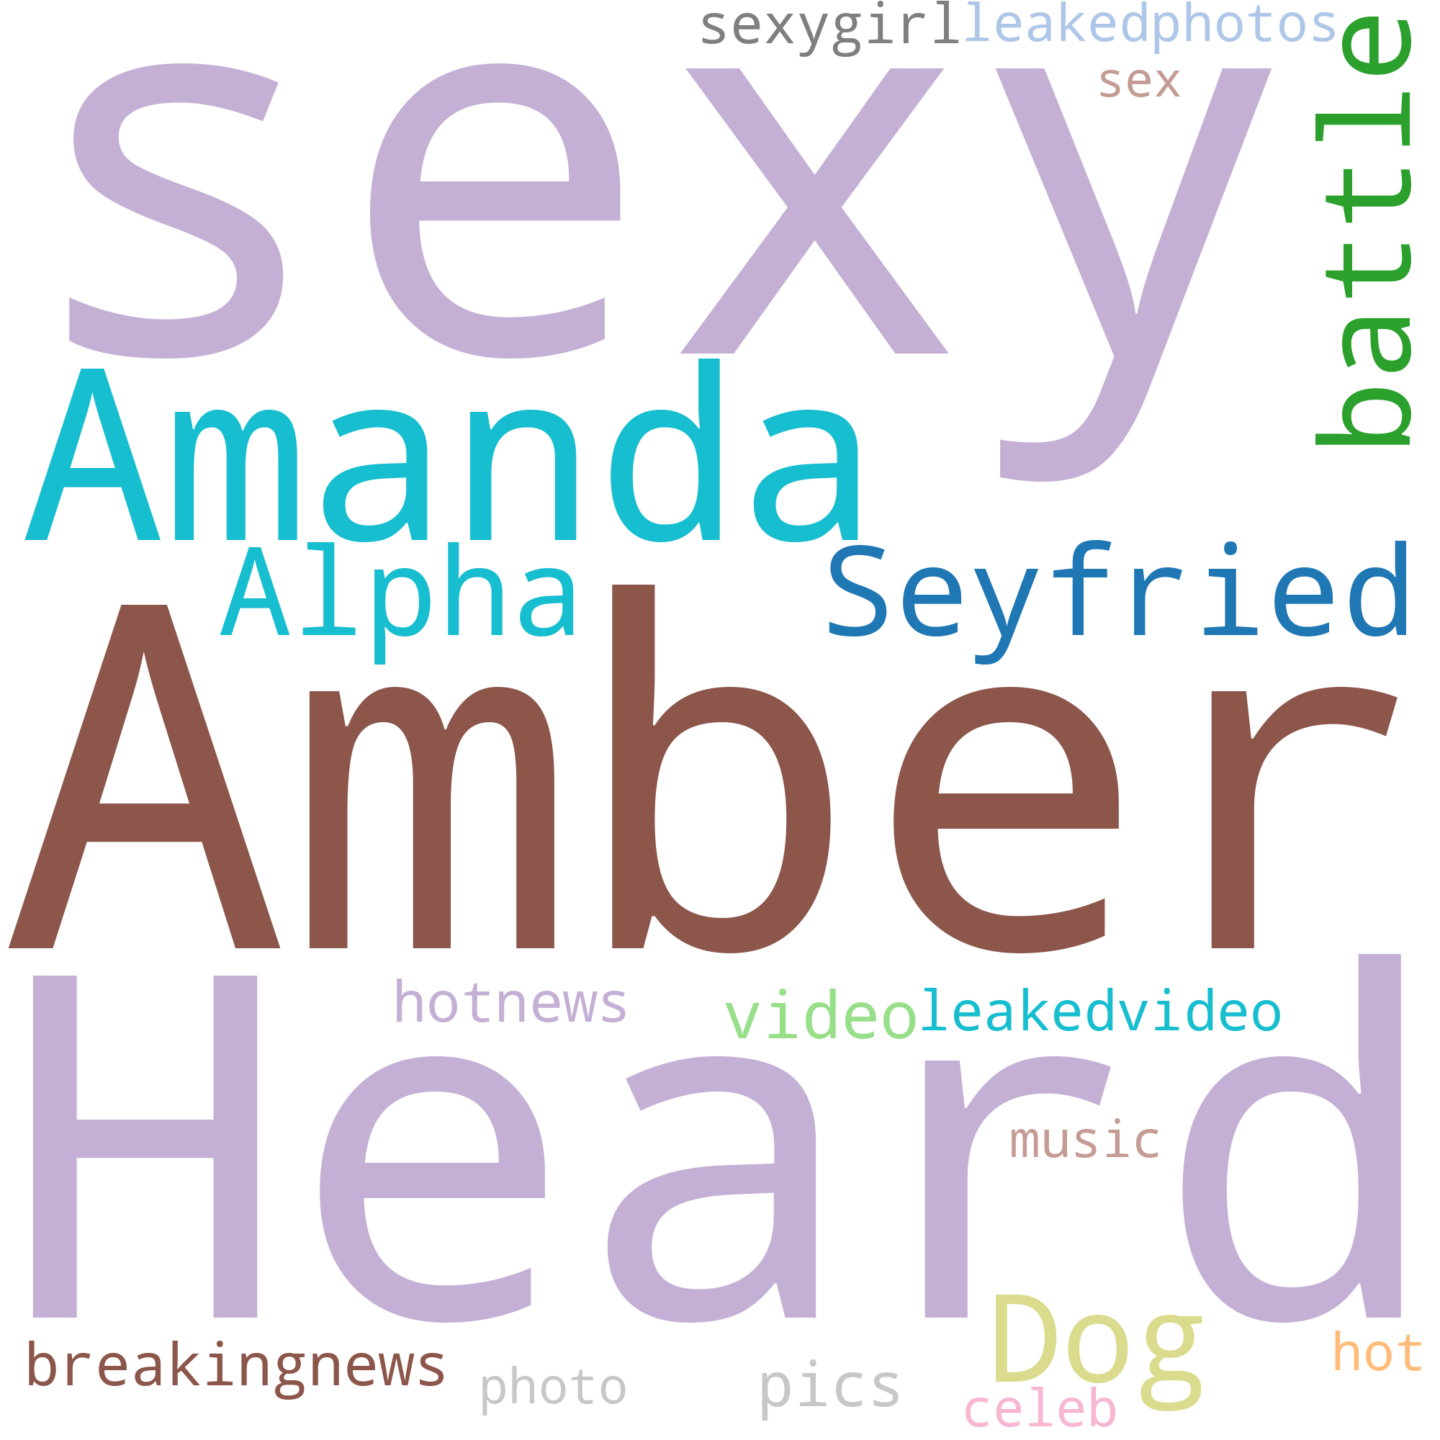 sexygirl
leakedphotos
sex
sexy
battle
Amanda
Alpha
Seyfried
Amber
hotnews
video
leakedvideo
Heard
music
breakingnews
photo
pics
Dog
celeb
hot